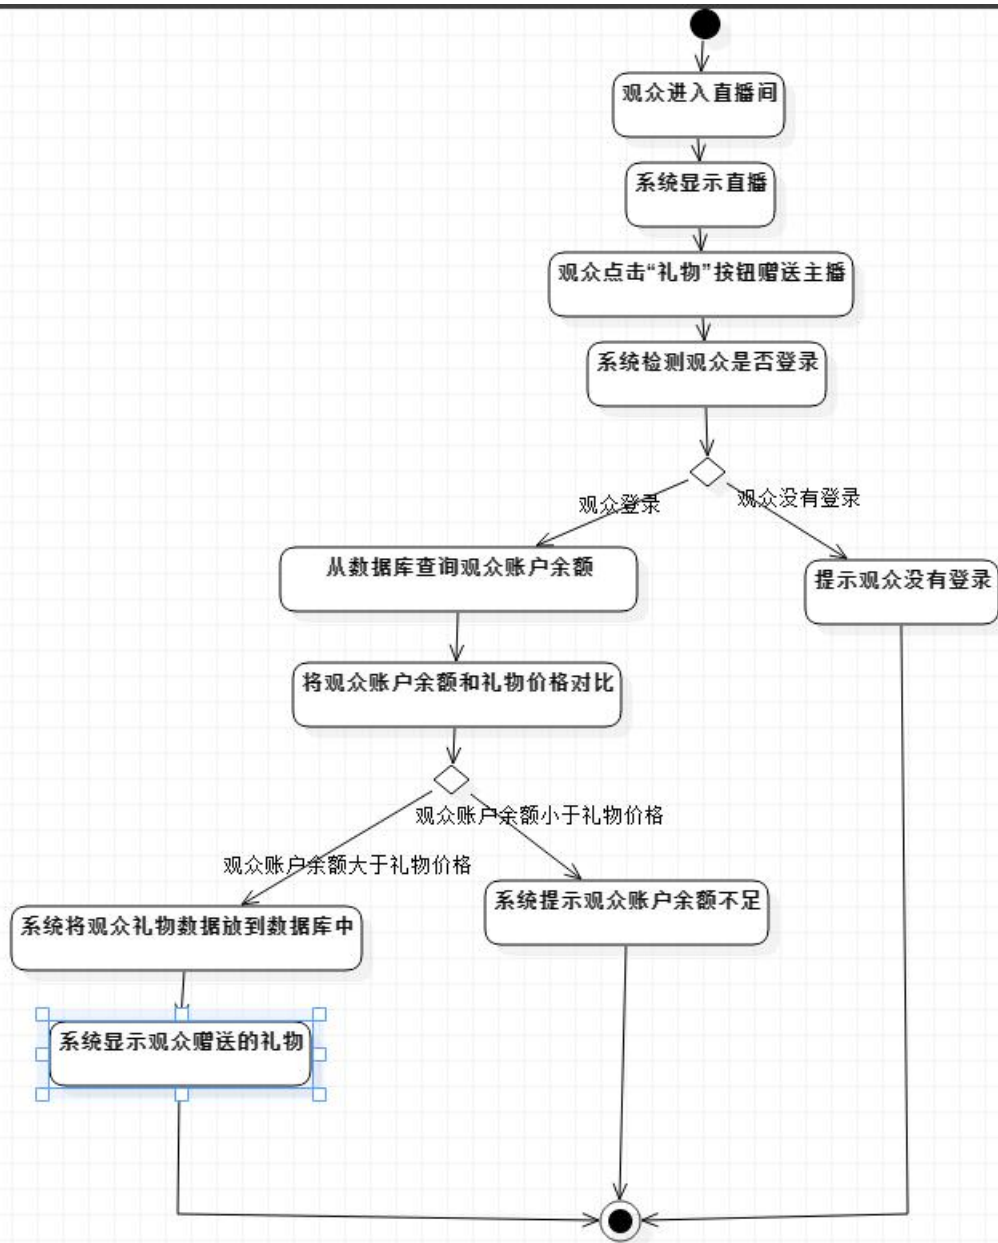 观众进入直播间
系统显示直播
观众点击“礼物”按钮赠送主播
系统检测观众是否登录
观众登录
观众没有登录
从数据库查询观众账户余额
提示观众没有登录
将观众账户余额和礼物价格对比
观众账户余额小于礼物价格
观众账户余额大于礼物价格
系统提示观众账户余额不足
系统将观众礼物数据放到数据库中
系统显示观众赠送的礼物